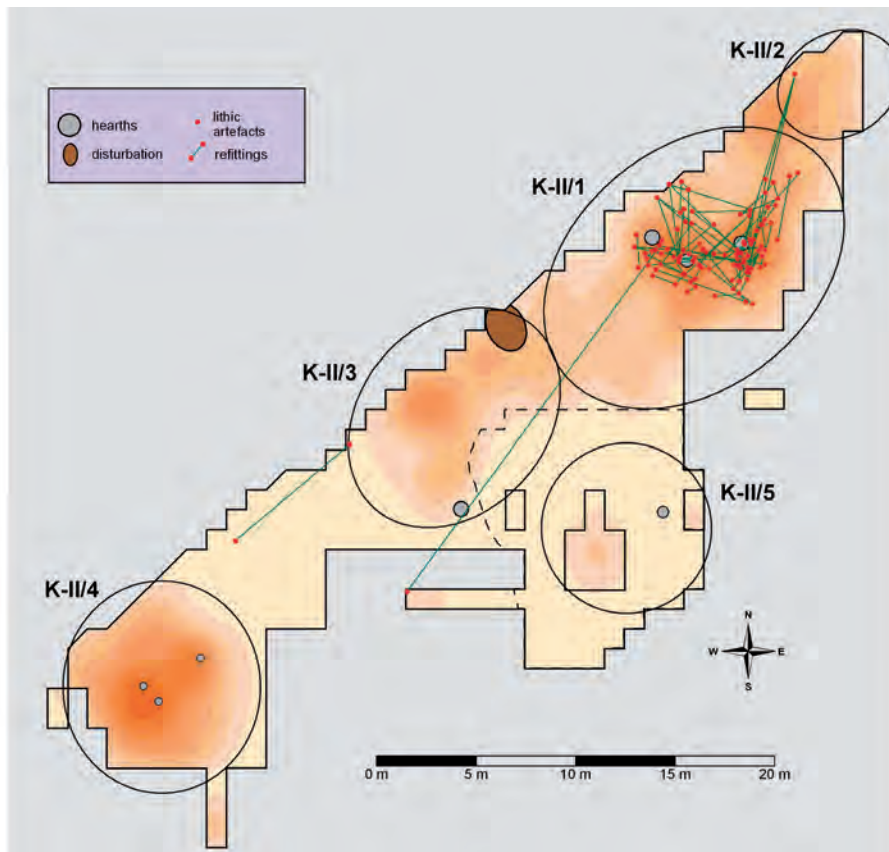 K-II/2
hearths
lithic
artefacts
disturbation
refittings
K-II/1
K-II/3
K-II/5
K-II/4
N
W E
S
0 m 5 m 10 m 15 m 20 m